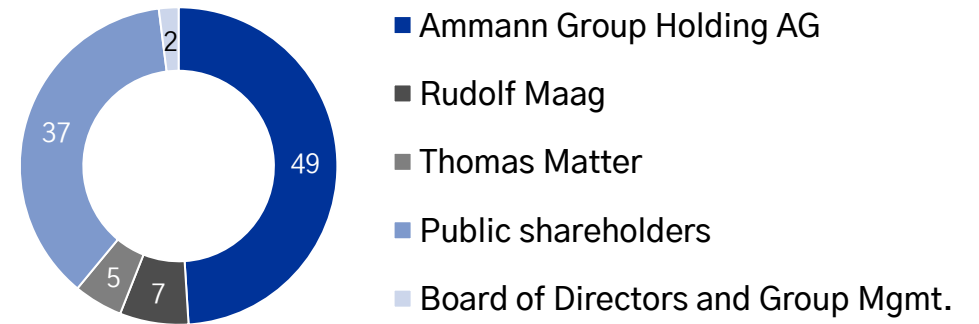 2
37
49
5
7
Ammann Group Holding AG
Rudolf Maag
Thomas Matter
Public shareholders
Board of Directors and Group Mgmt.